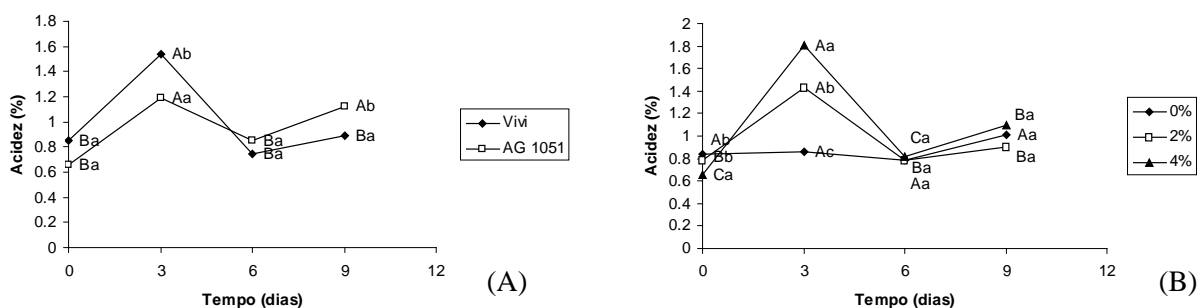 1.8
1.6
1.4
1.2
1
0.8
0.6
0.4
0.2
0
Acidez (%)
0 3 6 9 12
Tempo (dias)
Ba
Ba
Ab
Aa
Ba
Ba
Ab
Ba
Vivi
AG 1051
(A)
2
1.8
1.6
1.4
1.2
1
0.8
0.6
0.4
0.2
0
Acidez (%)
0 3 6 9 12
Tempo (dias)
Ab
Bb
Ca
Aa
Ab
Ac
Ca
Ba
Aa
Ba
Aa
Ba
0%
2%
4%
(B)